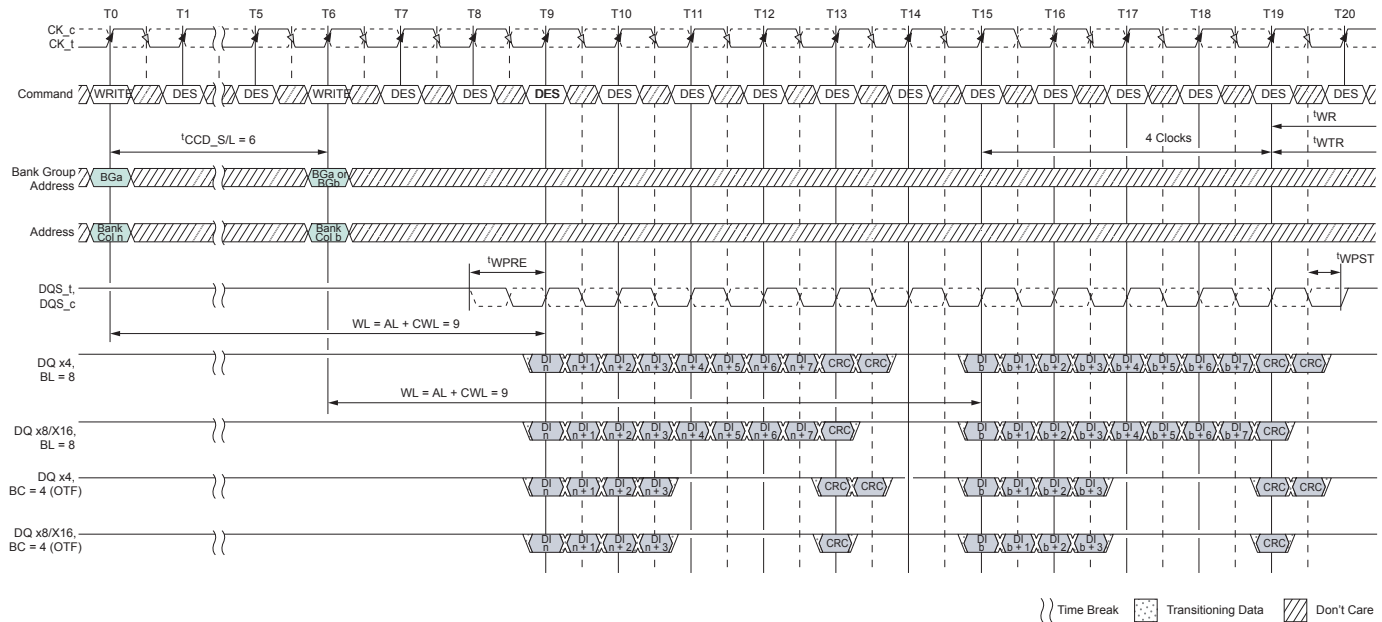 T0 T1 T5 T6 T7 T8 T9 T10 T11 T12 T13 T14 T15 T16 T17 T18 T19 T20
CK_c
CK_t
Command WRITE DES DES WRITE DES DES DES DES DES DES DES DES DES DES DES DES DES DES
tWR
tCCD_S/L = 6 4 Clocks tWTR
Bank Group
Address BGa BGa or
BGb
Address Bank
Col n Bank
Col b
tWPRE tWPST
DQS_t,
DQS_c
WL = AL + CWL = 9
DQ x4,
BL = 8
DI
n DI
n + 1 DI
n + 2 DI
n + 3 DI
n + 4 DI
n + 5 DI
n + 6 DI
n + 7 CRC CRC DI
b DI
b + 1 DI
b + 2 DI
b + 3 DI
b + 4 DI
b + 5 DI
b + 6 DI
b + 7 CRC CRC
WL = AL + CWL = 9
DQ x8/X16,
BL = 8
DI
n DI
n + 1 DI
n + 2 DI
n + 3 DI
n + 4 DI
n + 5 DI
n + 6 DI
n + 7 CRC DI
b DI
b + 1 DI
b + 2 DI
b + 3 DI
b + 4 DI
b + 5 DI
b + 6 DI
b + 7 CRC
DQ x4,
BC = 4 (OTF)
DI
n DI
n + 1 DI
n + 2 DI
n + 3 CRC CRC DI
b DI
b + 1 DI
b + 2 DI
b + 3 CRC CRC
DQ x8/X16,
BC = 4 (OTF)
DI
n DI
n + 1 DI
n + 2 DI
n + 3 CRC DI
b DI
b + 1 DI
b + 2 DI
b + 3 CRC
Time Break Transitioning Data Don't Care